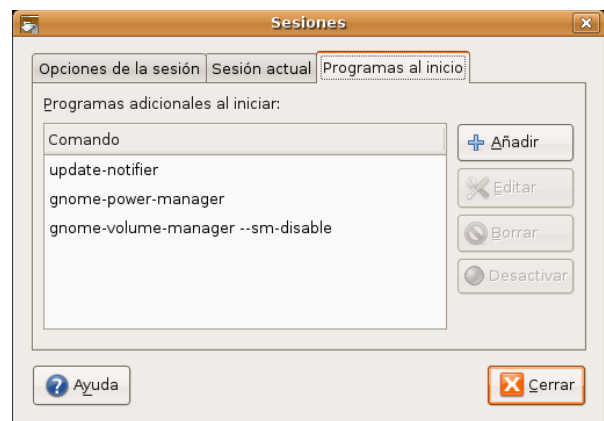 Sesiones
Opciones de la sesión
Sesión actual
Programas al inicio
Programas adicionales al iniciar:
Comando
update-notifier
gnome-power-manager
gnome-volume-manager --sm-disable
Añadir
Editar
Borrar
Desactivar
Ayuda
Cerrar